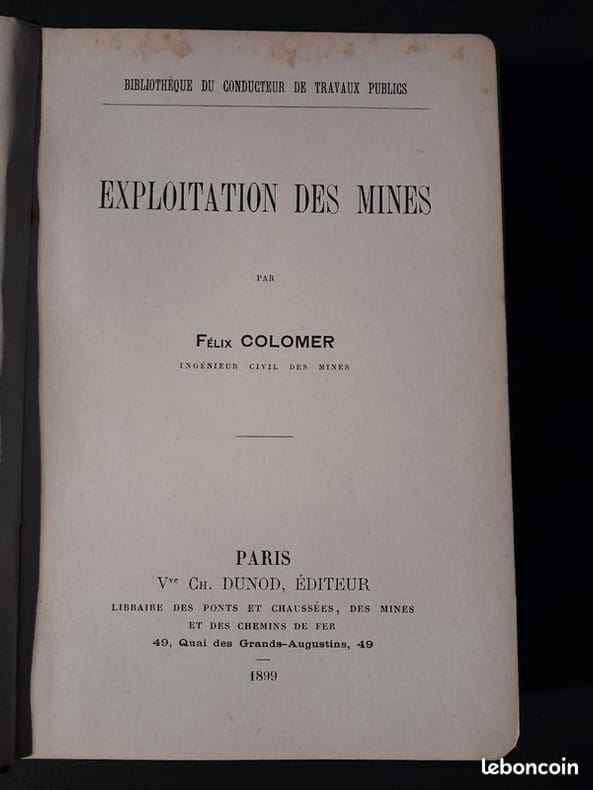 BIBLIOTHÈQUE DU CONDUCTEUR DE TRAVAUX PUBLICS
EXPLOITATION DES MINES
PAR
FÉLIX COLOMER
INGÉNIEUR CIVIL DES MINES
PARIS
Vve CH. DUNOD, ÉDITEUR
LIBRAIRE DES PONTS ET CHAUSSÉES, DES MINES
ET DES CHEMINS DE FER
49, Quai des Grands-Augustins, 49
1899
leboncoin